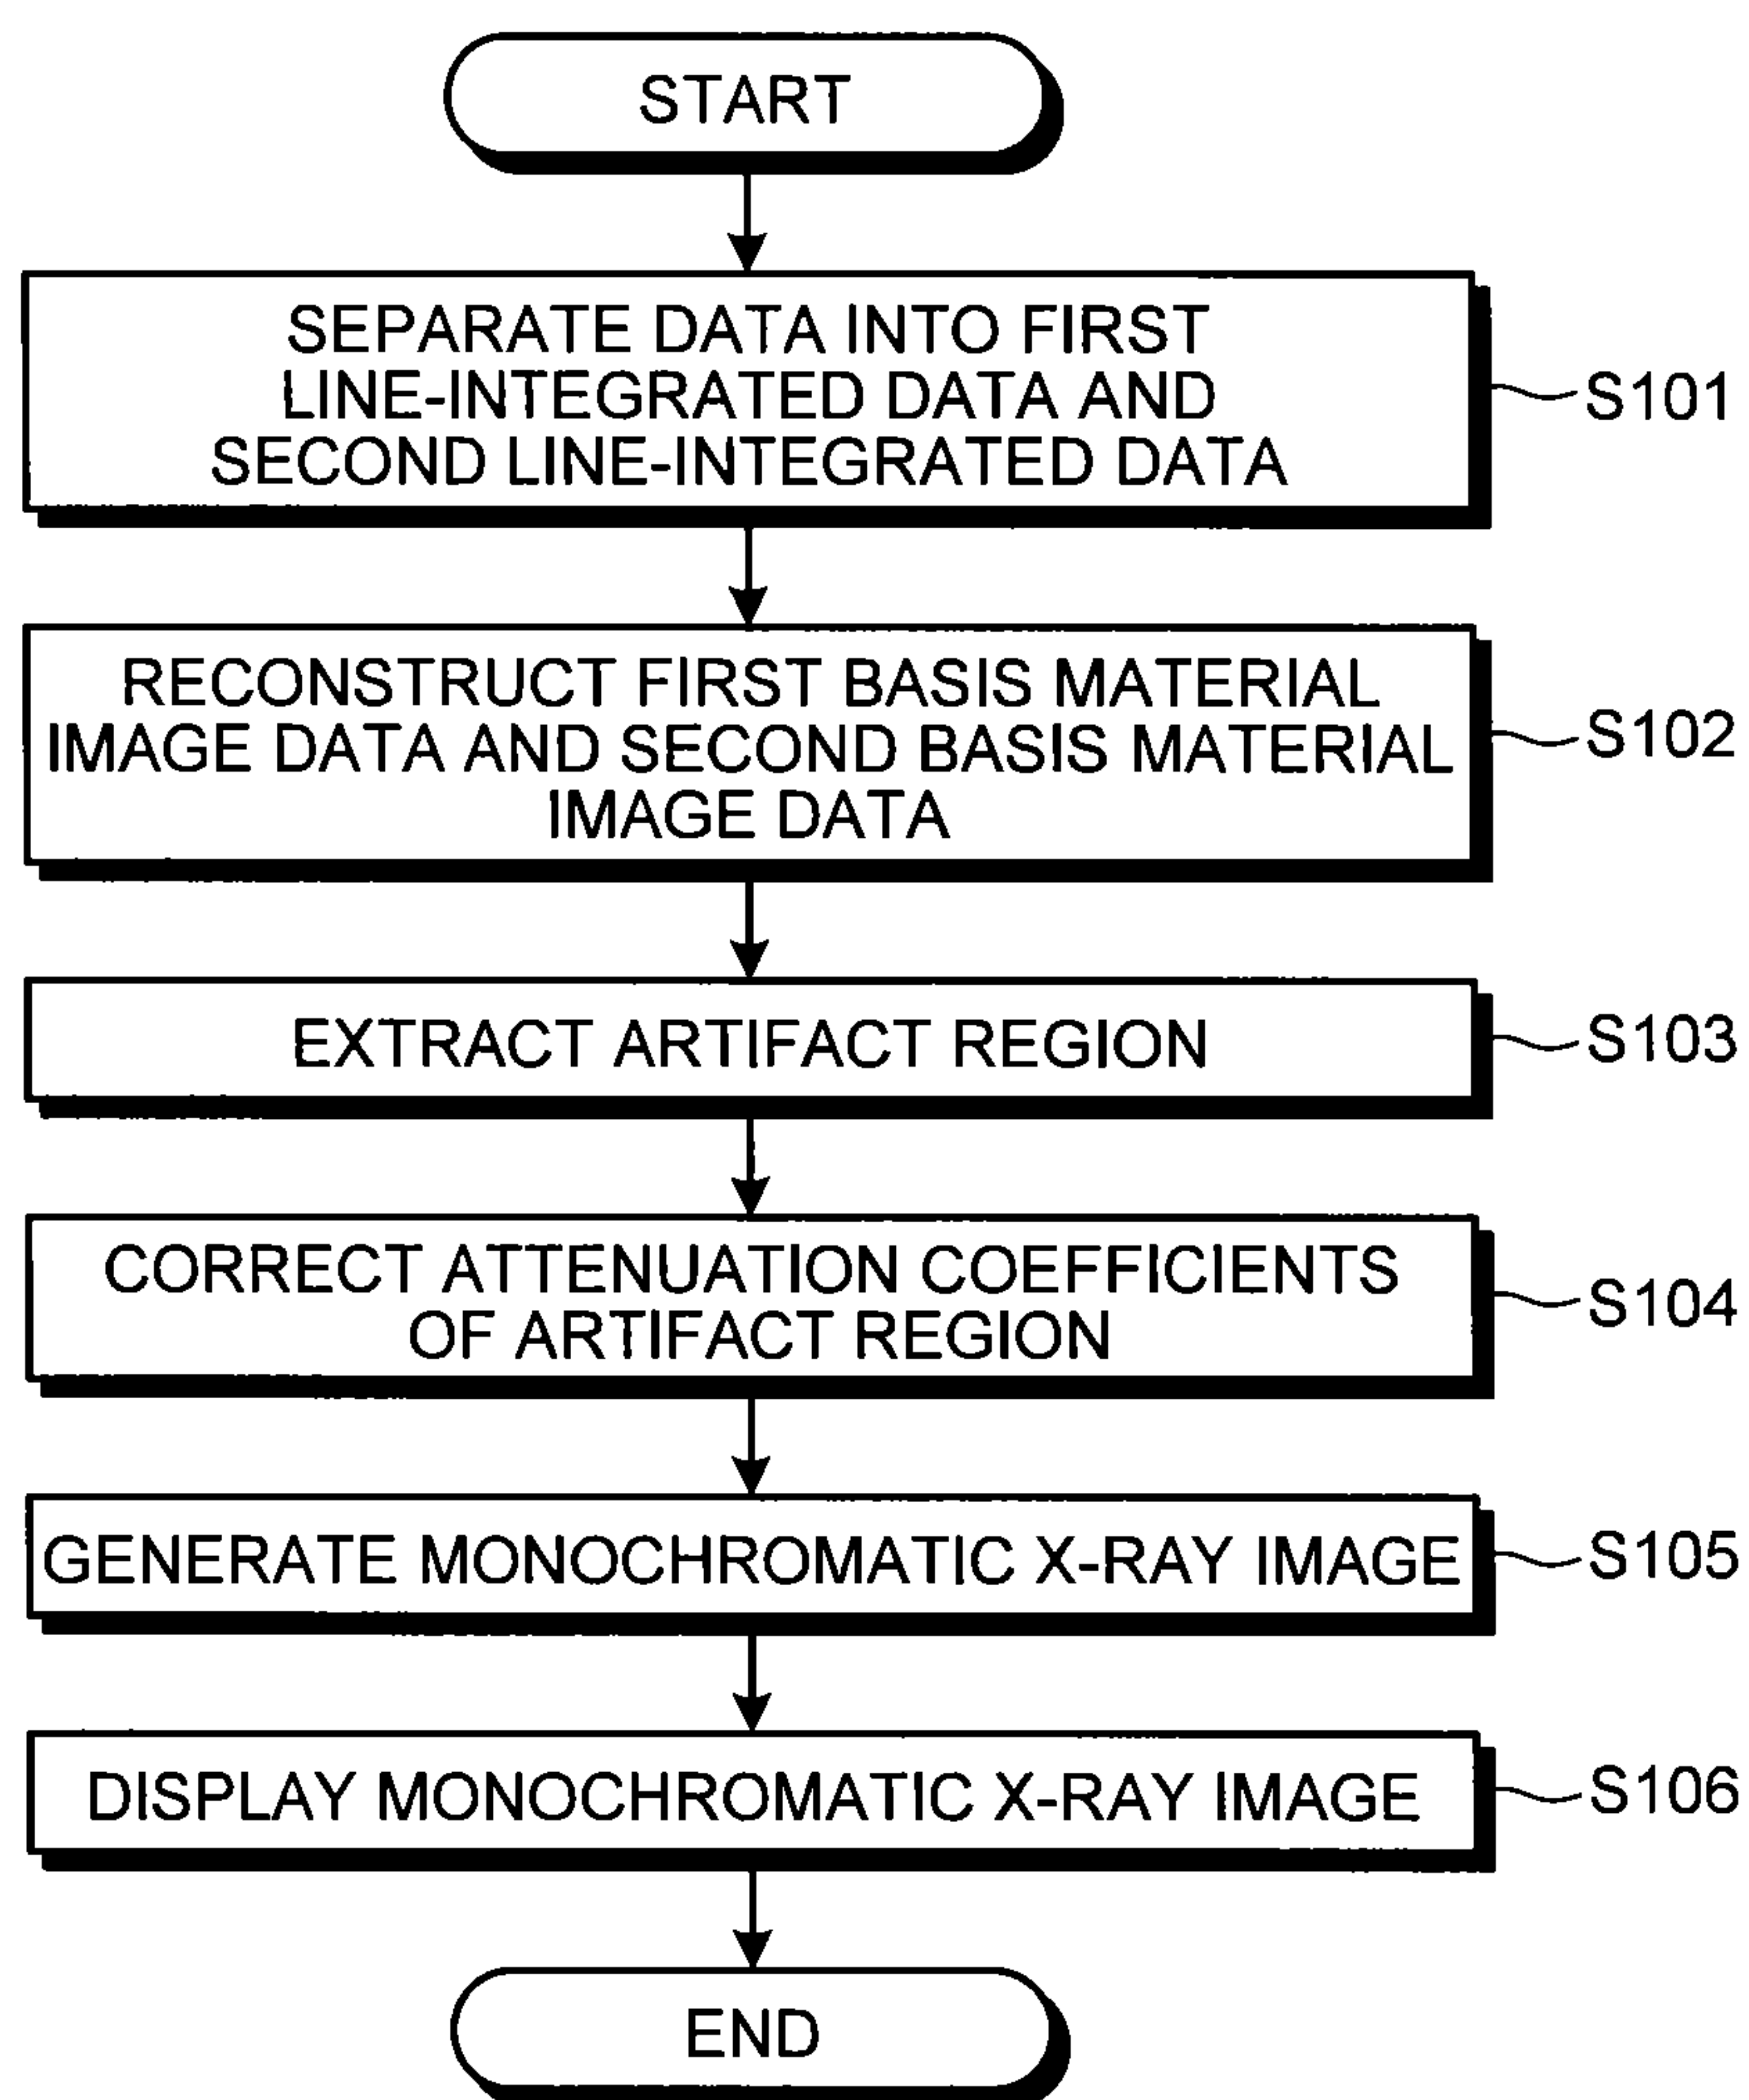 START
SEPARATE DATA INTO FIRST
LINE-INTEGRATED DATA AND
SECOND LINE-INTEGRATED DATA
S101
RECONSTRUCT FIRST BASIS MATERIAL
IMAGE DATA AND SECOND BASIS MATERIAL
IMAGE DATA
S102
EXTRACT ARTIFACT REGION
S103
CORRECT ATTENUATION COEFFICIENTS
OF ARTIFACT REGION
S104
GENERATE MONOCHROMATIC X-RAY IMAGE
S105
DISPLAY MONOCHROMATIC X-RAY IMAGE
S106
END